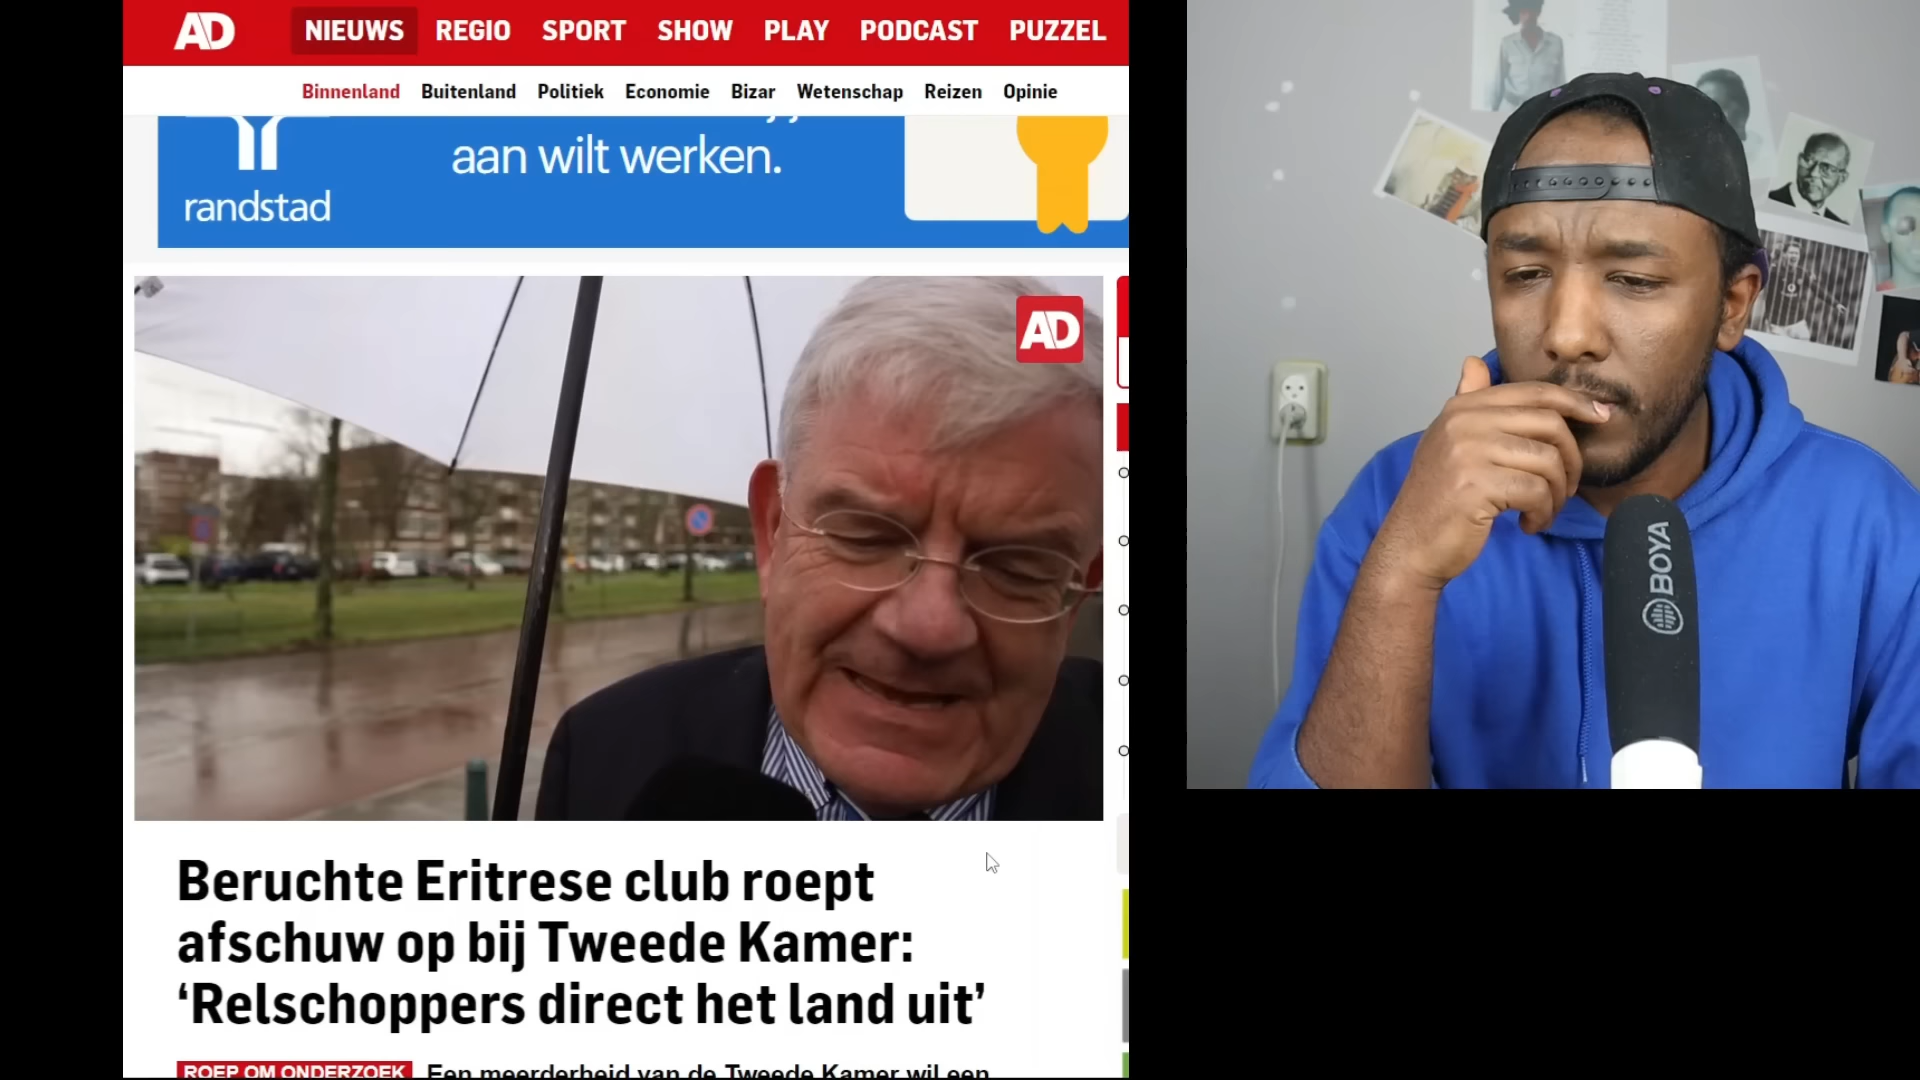 AD NIEUWS REGIO SPORT SHOW PLAY PODCAST PUZZEL
Binnenland Buitenland Politiek Economie Bizar Wetenschap Reizen Opinie
aan wilt werken.
randstad
AD
Beruchte Eritrese club roept
afschuw op bij Tweede Kamer:
‘Relschoppers direct het land uit’
ROEP OM ONDERZOEK Een meerderheid van de Tweede Kamer wil een
BOYA